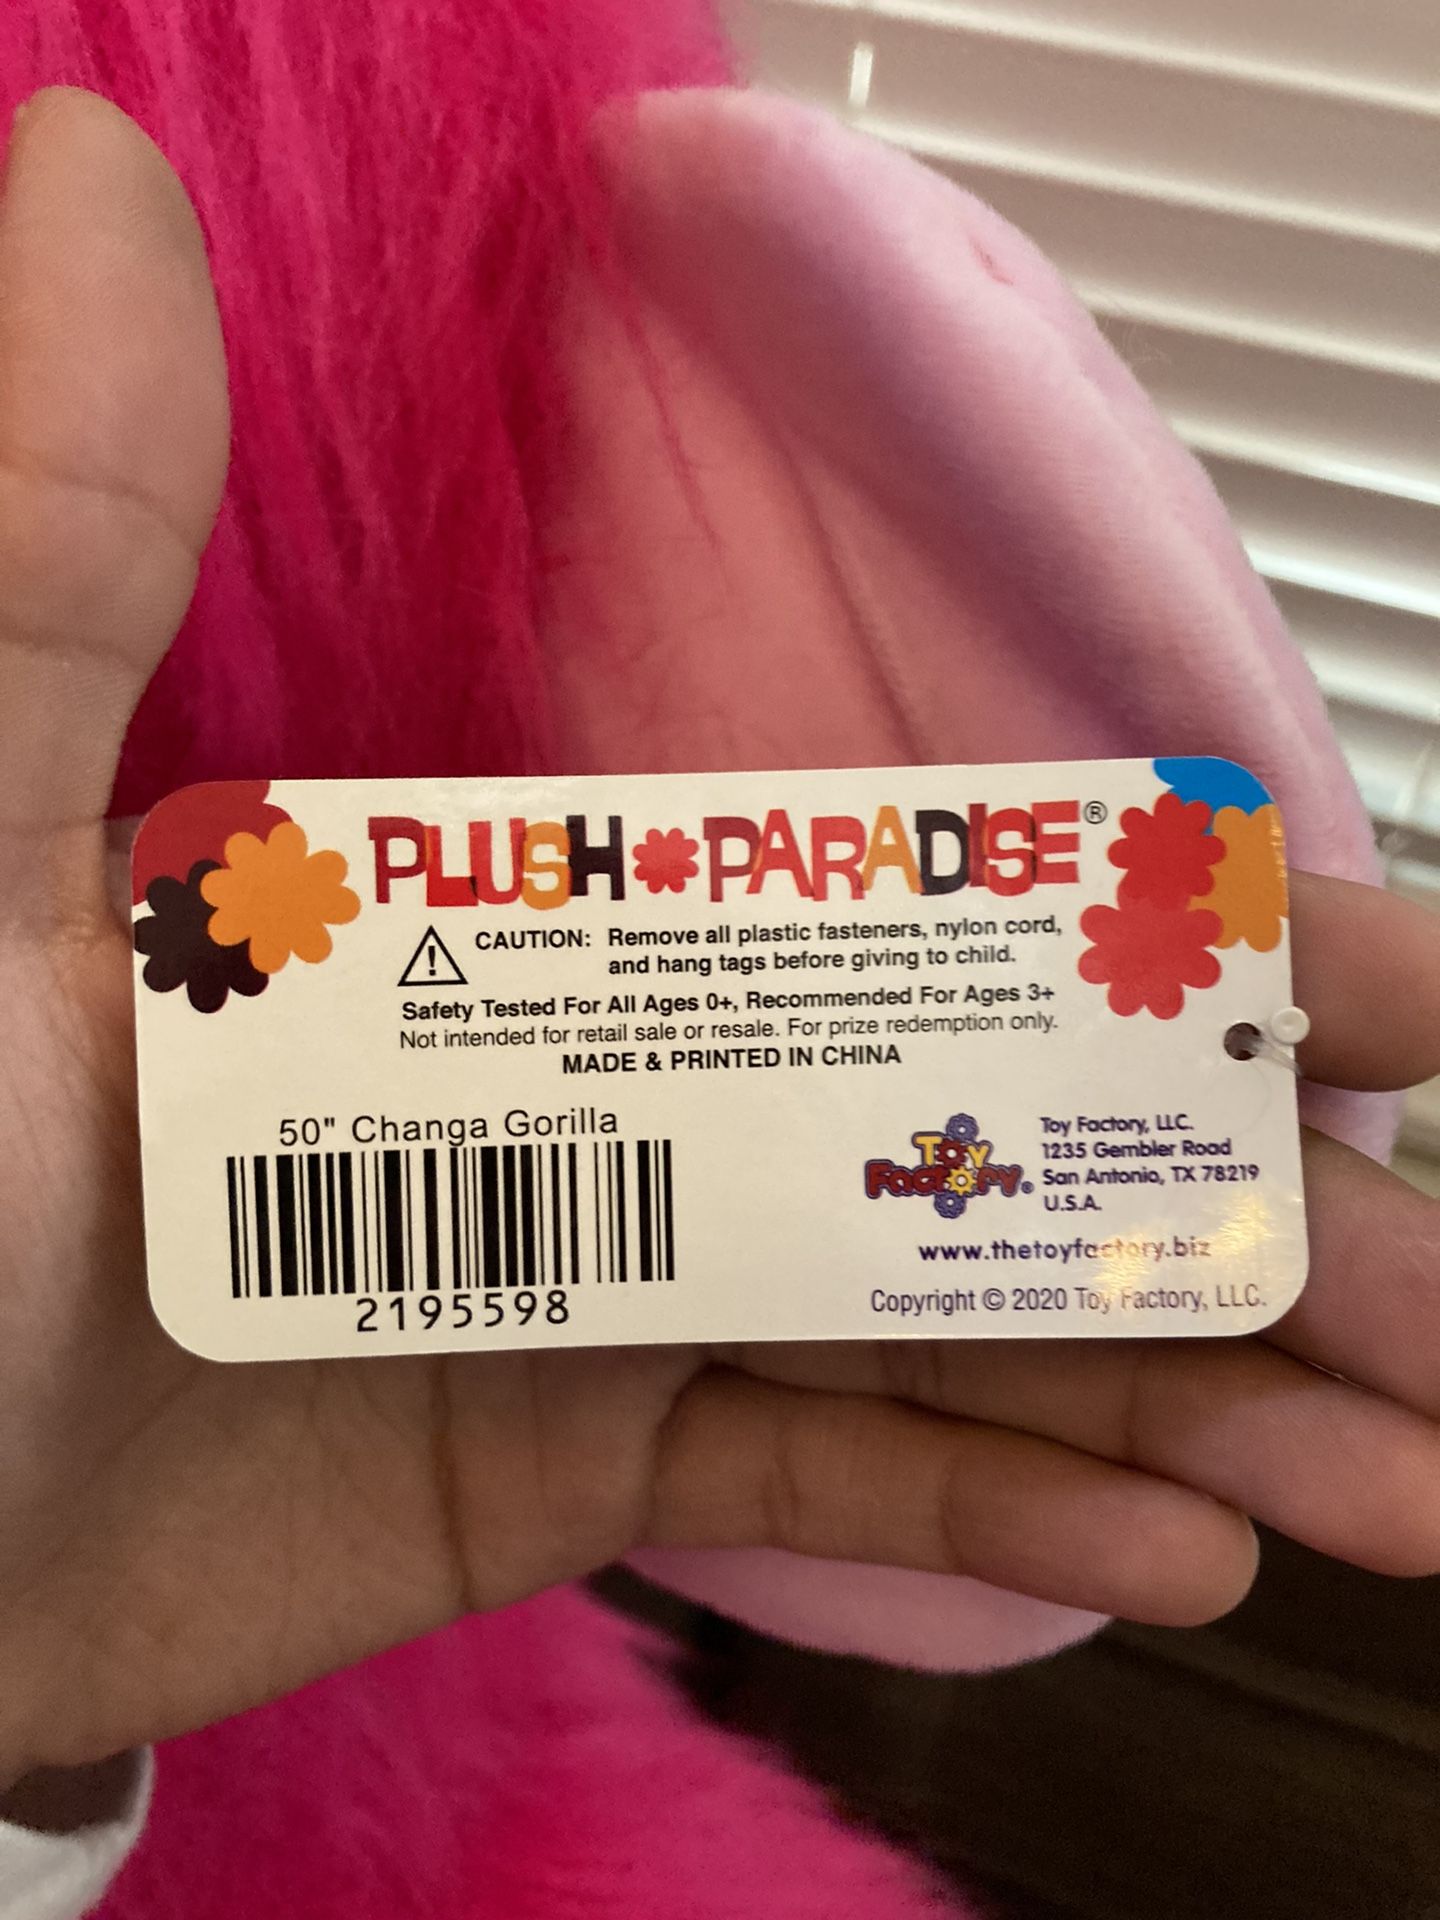 PLUSH PARADISE®
CAUTION: Remove all plastic fasteners, nylon cord,
and hang tags before giving to child.
Safety Tested For All Ages 0+, Recommended For Ages 3+
Not intended for retail sale or resale. For prize redemption only.
MADE & PRINTED IN CHINA
50" Changa Gorilla
2195598
Toy
Factory®
Toy Factory, LLC.
1235 Gembler Road
San Antonio, TX 78219
U.S.A.
www.thetoyfactory.biz
Copyright © 2020 Toy Factory, LLC.